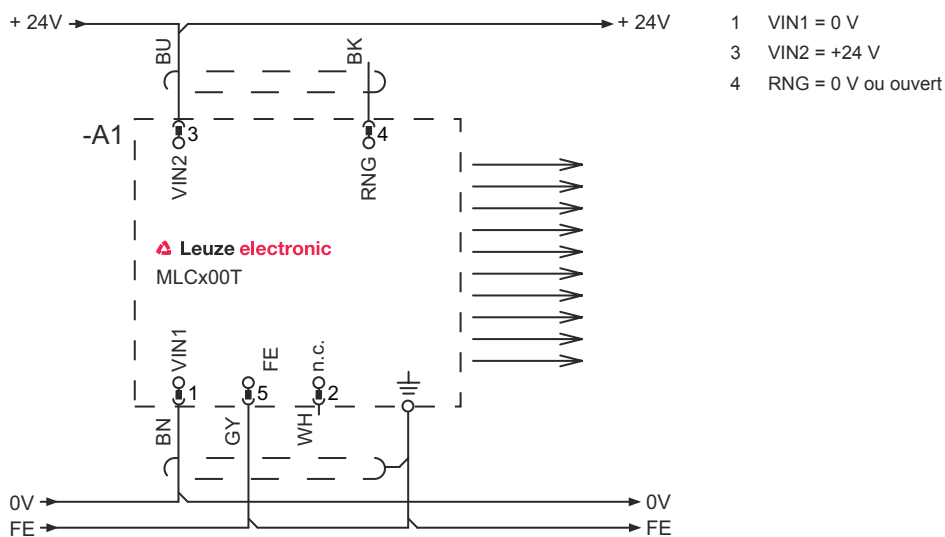 + 24V
+ 24V
BU
BK
-A1
3
4
VIN2
RNG
Leuze electronic
MLCx00T
VIN1
FE
n.c.
1
5
2
BN
GY
WH
0V
0V
FE
FE
1 VIN1 = 0 V
3 VIN2 = +24 V
4 RNG = 0 V ou ouvert